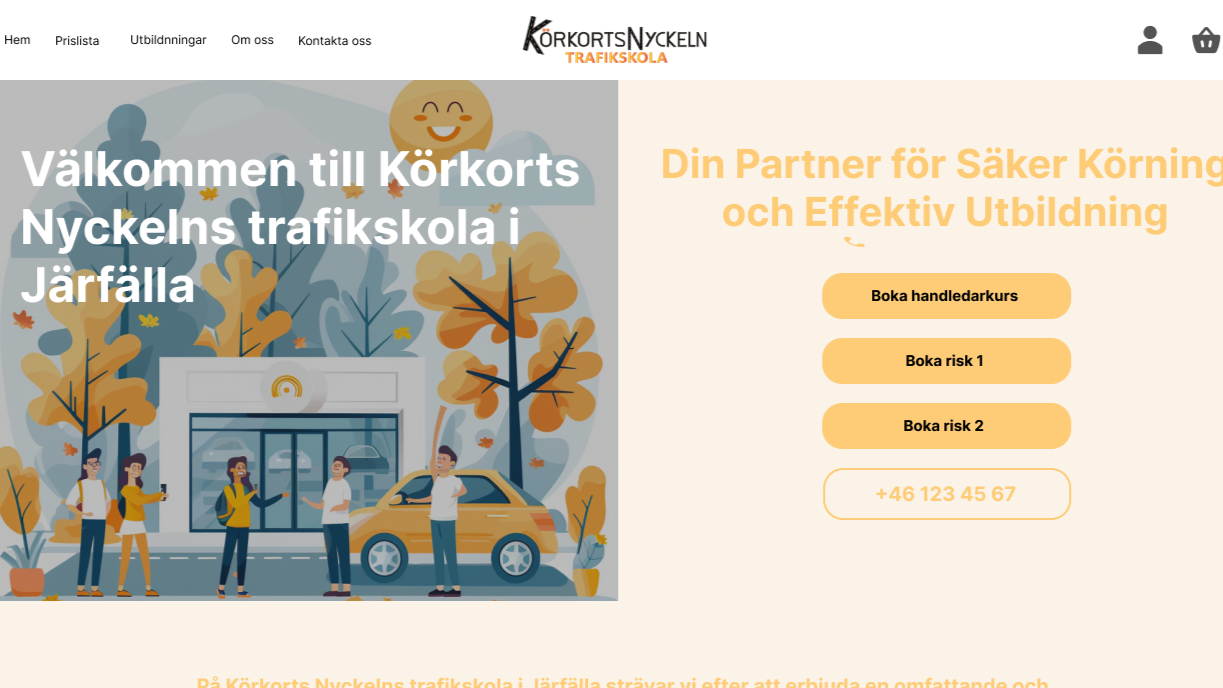 Hem
Prislista
Utbildnningar
Om oss
Kontakta oss
KÖRKORTSNYCKELN
TRAFIKSKOLA
Välkommen till Körkorts
Nyckelns trafikskola i
Järfälla
Din Partner för Säker Körning
och Effektiv Utbildning
Boka handledarkurs
Boka risk 1
Boka risk 2
+46 123 45 67
På Körkorts Nyckelns trafikskola i Järfälla strävar vi efter att erbjuda en omfattande och